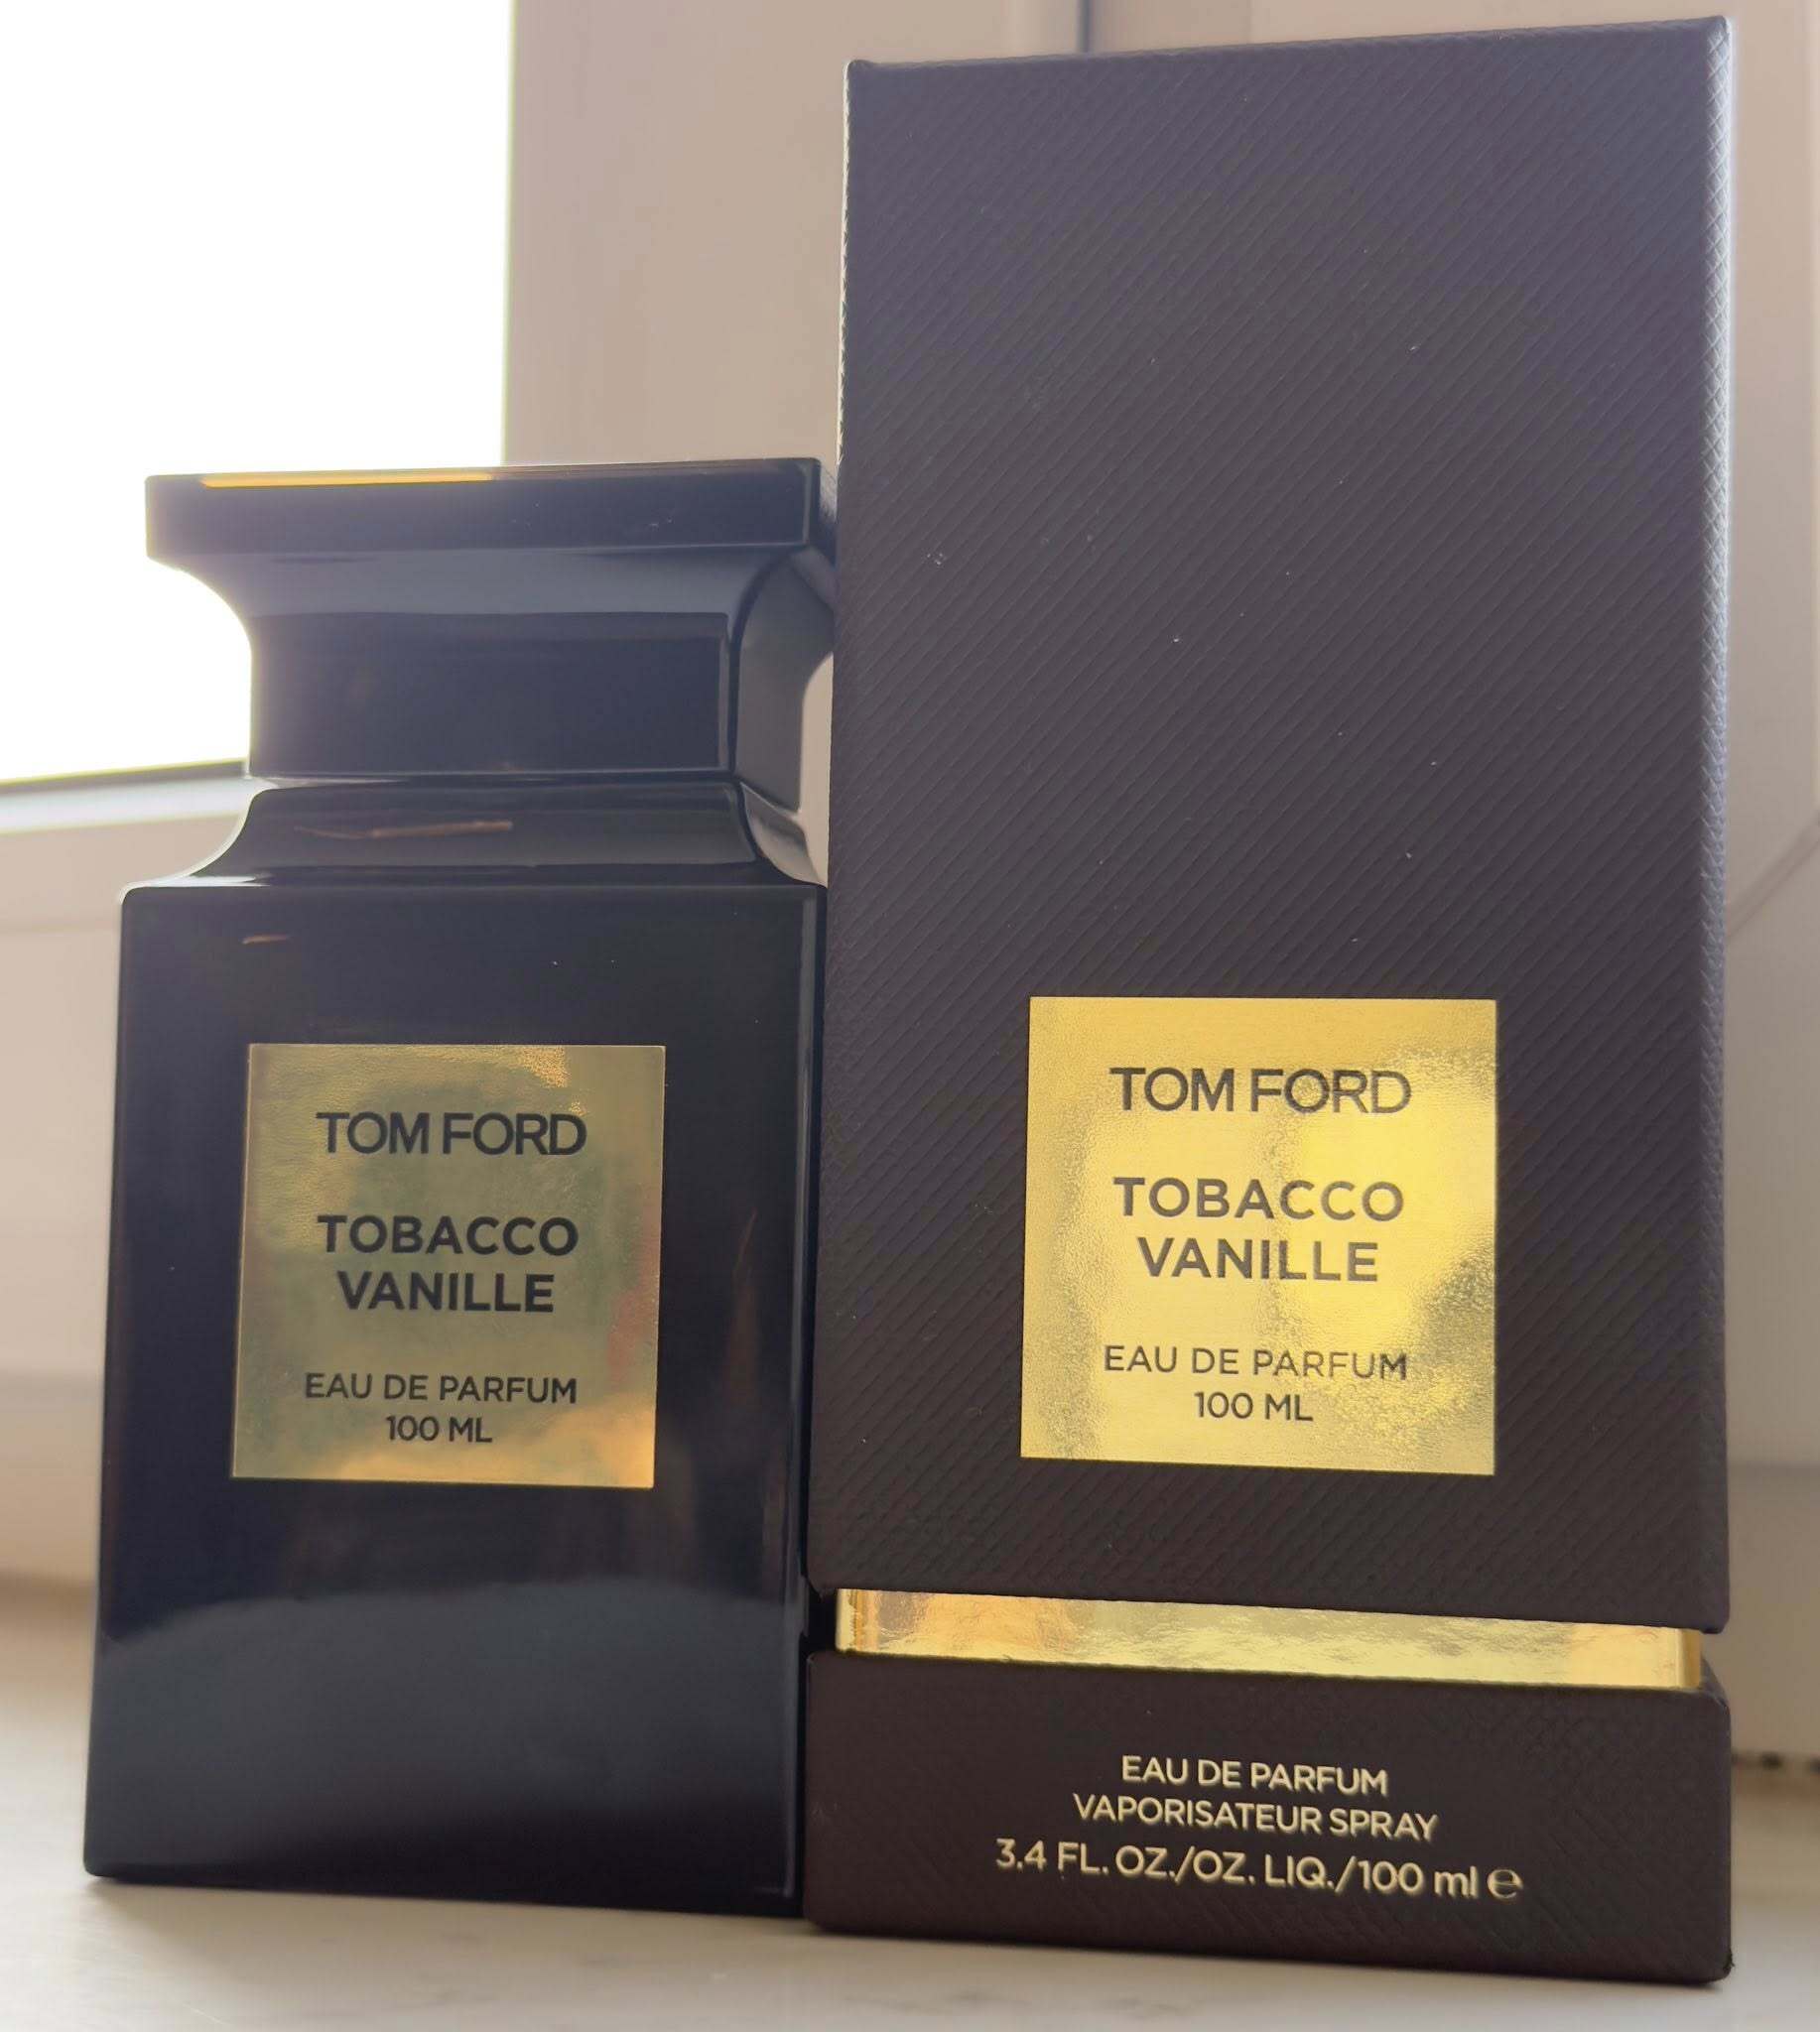 TOM FORD
TOBACCO
VANILLE
EAU DE PARFUM
100 ML
TOM FORD
TOBACCO
VANILLE
EAU DE PARFUM
100 ML
EAU DE PARFUM
VAPORISATEUR SPRAY
3.4 FL. OZ./OZ. LIQ./100 ml ℮